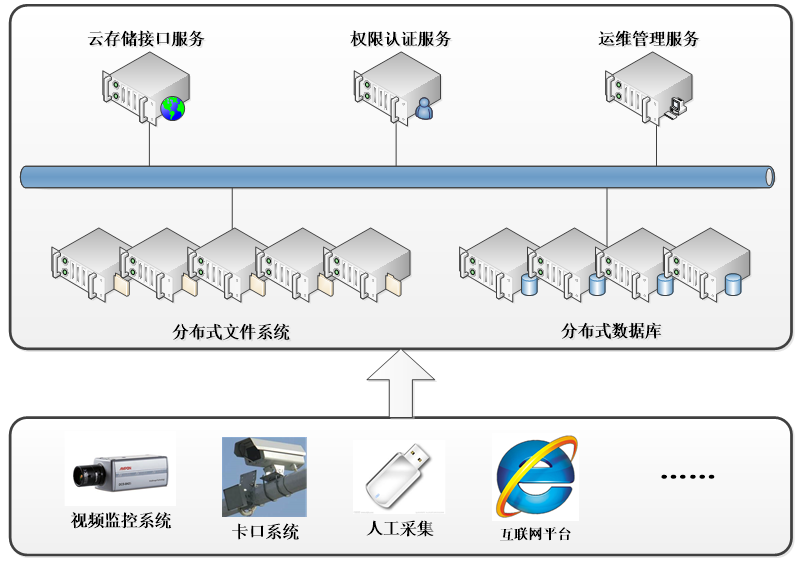 云存储接口服务
权限认证服务
运维管理服务
分布式文件系统
分布式数据库
视频监控系统
卡口系统
人工采集
互联网平台
......